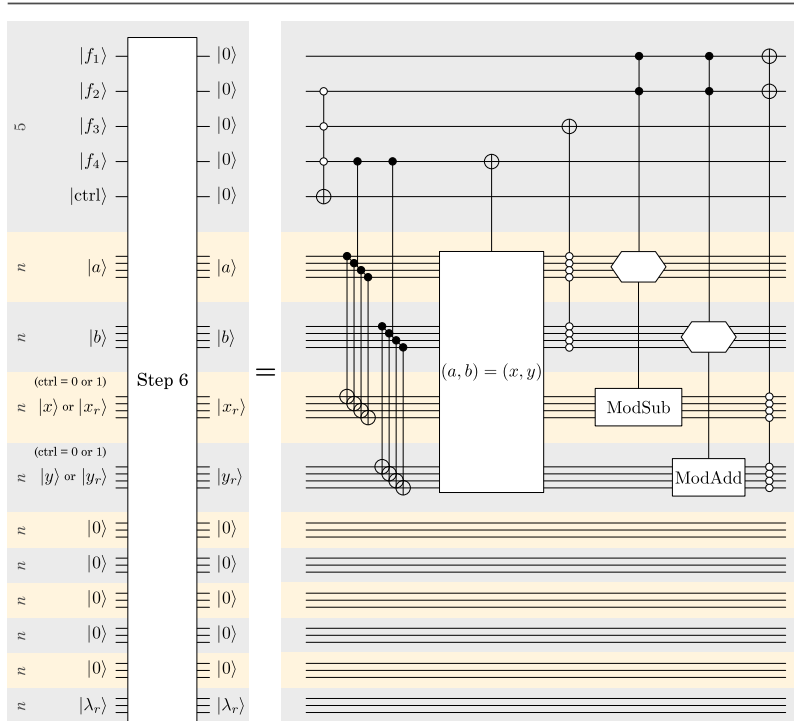 |f₁⟩ |0⟩
|f₂⟩ |0⟩
5 |f₃⟩ |0⟩
|f₄⟩ |0⟩
|ctrl⟩ |0⟩
n |a⟩ |a⟩
n |b⟩ |b⟩
(ctrl = 0 or 1)
n |x⟩ or |xᵣ⟩ |xᵣ⟩
(ctrl = 0 or 1)
n |y⟩ or |yᵣ⟩ |yᵣ⟩
n |0⟩ |0⟩
n |0⟩ |0⟩
n |0⟩ |0⟩
n |0⟩ |0⟩
n |0⟩ |0⟩
n |λᵣ⟩ |λᵣ⟩
Step 6
=
(a, b) = (x, y)
ModSub
ModAdd